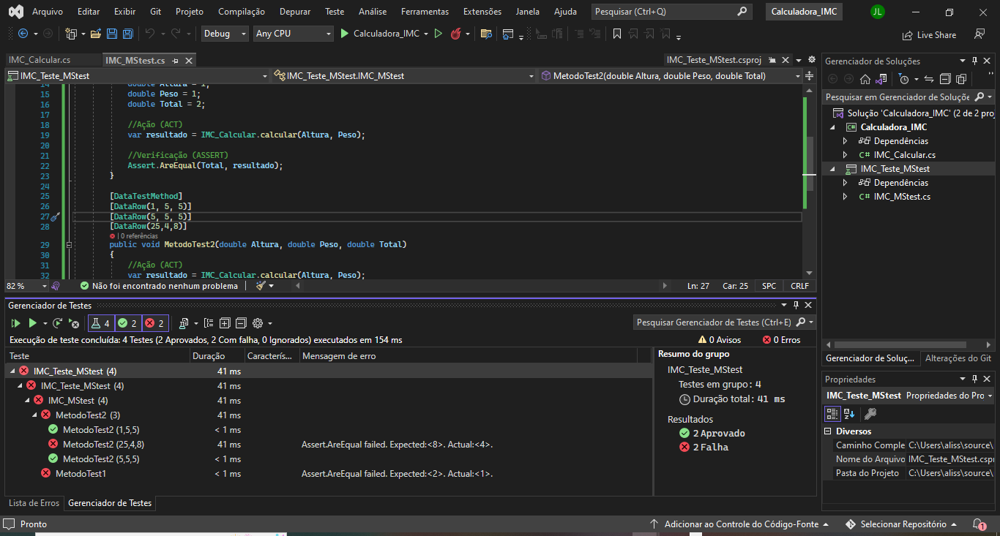 Arquivo Editar Exibir Git Projeto Compilação Depurar Teste Análise Ferramentas Extensões Janela Ajuda Pesquisar (Ctrl+Q) Calculadora_IMC JL
Debug Any CPU Calculadora_IMC Live Share
IMC_Calcular.cs IMC_MStest.cs IMC_Teste_MStest.csproj
IMC_Teste_MStest IMC_Teste_MStest.IMC_MStest MetodoTest2(double Altura, double Peso, double Total)
14 double Altura = 1;
15 double Peso = 1;
16 double Total = 2;
17
18 //Ação (ACT)
19 var resultado = IMC_Calcular.calcular(Altura, Peso);
20
21 //Verificação (ASSERT)
22 Assert.AreEqual(Total, resultado);
23 }
24
25 [DataTestMethod]
26 [DataRow(1, 5, 5)]
27 [DataRow(5, 5, 5)]
28 [DataRow(25,4,8)]
| 0 referências
29 public void MetodoTest2(double Altura, double Peso, double Total)
30 {
31 //Ação (ACT)
32 var resultado = IMC_Calcular.calcular(Altura, Peso);
82 % Não foi encontrado nenhum problema Ln: 27 Car: 25 SPC CRLF
Gerenciador de Testes
4 2 2 Pesquisar Gerenciador de Testes (Ctrl+E)
Execução de teste concluída: 4 Testes (2 Aprovados, 2 Com falha, 0 Ignorados) executados em 154 ms 0 Avisos 0 Erros
Teste Duração Caracterís... Mensagem de erro
IMC_Teste_MStest (4) 41 ms
IMC_Teste_MStest (4) 41 ms
IMC_MStest (4) 41 ms
MetodoTest2 (3) 41 ms
MetodoTest2 (1,5,5) < 1 ms
MetodoTest2 (25,4,8) 41 ms Assert.AreEqual failed. Expected:<8>. Actual:<4>.
MetodoTest2 (5,5,5) < 1 ms
MetodoTest1 < 1 ms Assert.AreEqual failed. Expected:<2>. Actual:<1>.
Resumo do grupo
IMC_Teste_MStest
Testes em grupo: 4
Duração total: 41 ms
Resultados
2 Aprovado
2 Falha
Lista de Erros Gerenciador de Testes
Gerenciador de Soluções
Pesquisar em Gerenciador de Soluçõe
Solução 'Calculadora_IMC' (2 de 2 proj
Calculadora_IMC
Dependências
C# IMC_Calcular.cs
IMC_Teste_MStest
Dependências
C# IMC_MStest.cs
Gerenciador de Soluç... Alterações do Git
Propriedades
IMC_Teste_MStest Propriedades do Pro
Diversos
Caminho Comple C:\Users\aliss\source\
Nome do Arquivo IMC_Teste_MStest.cspr
Pasta do Projeto C:\Users\aliss\source\
Pronto Adicionar ao Controle do Código-Fonte Selecionar Repositório 1